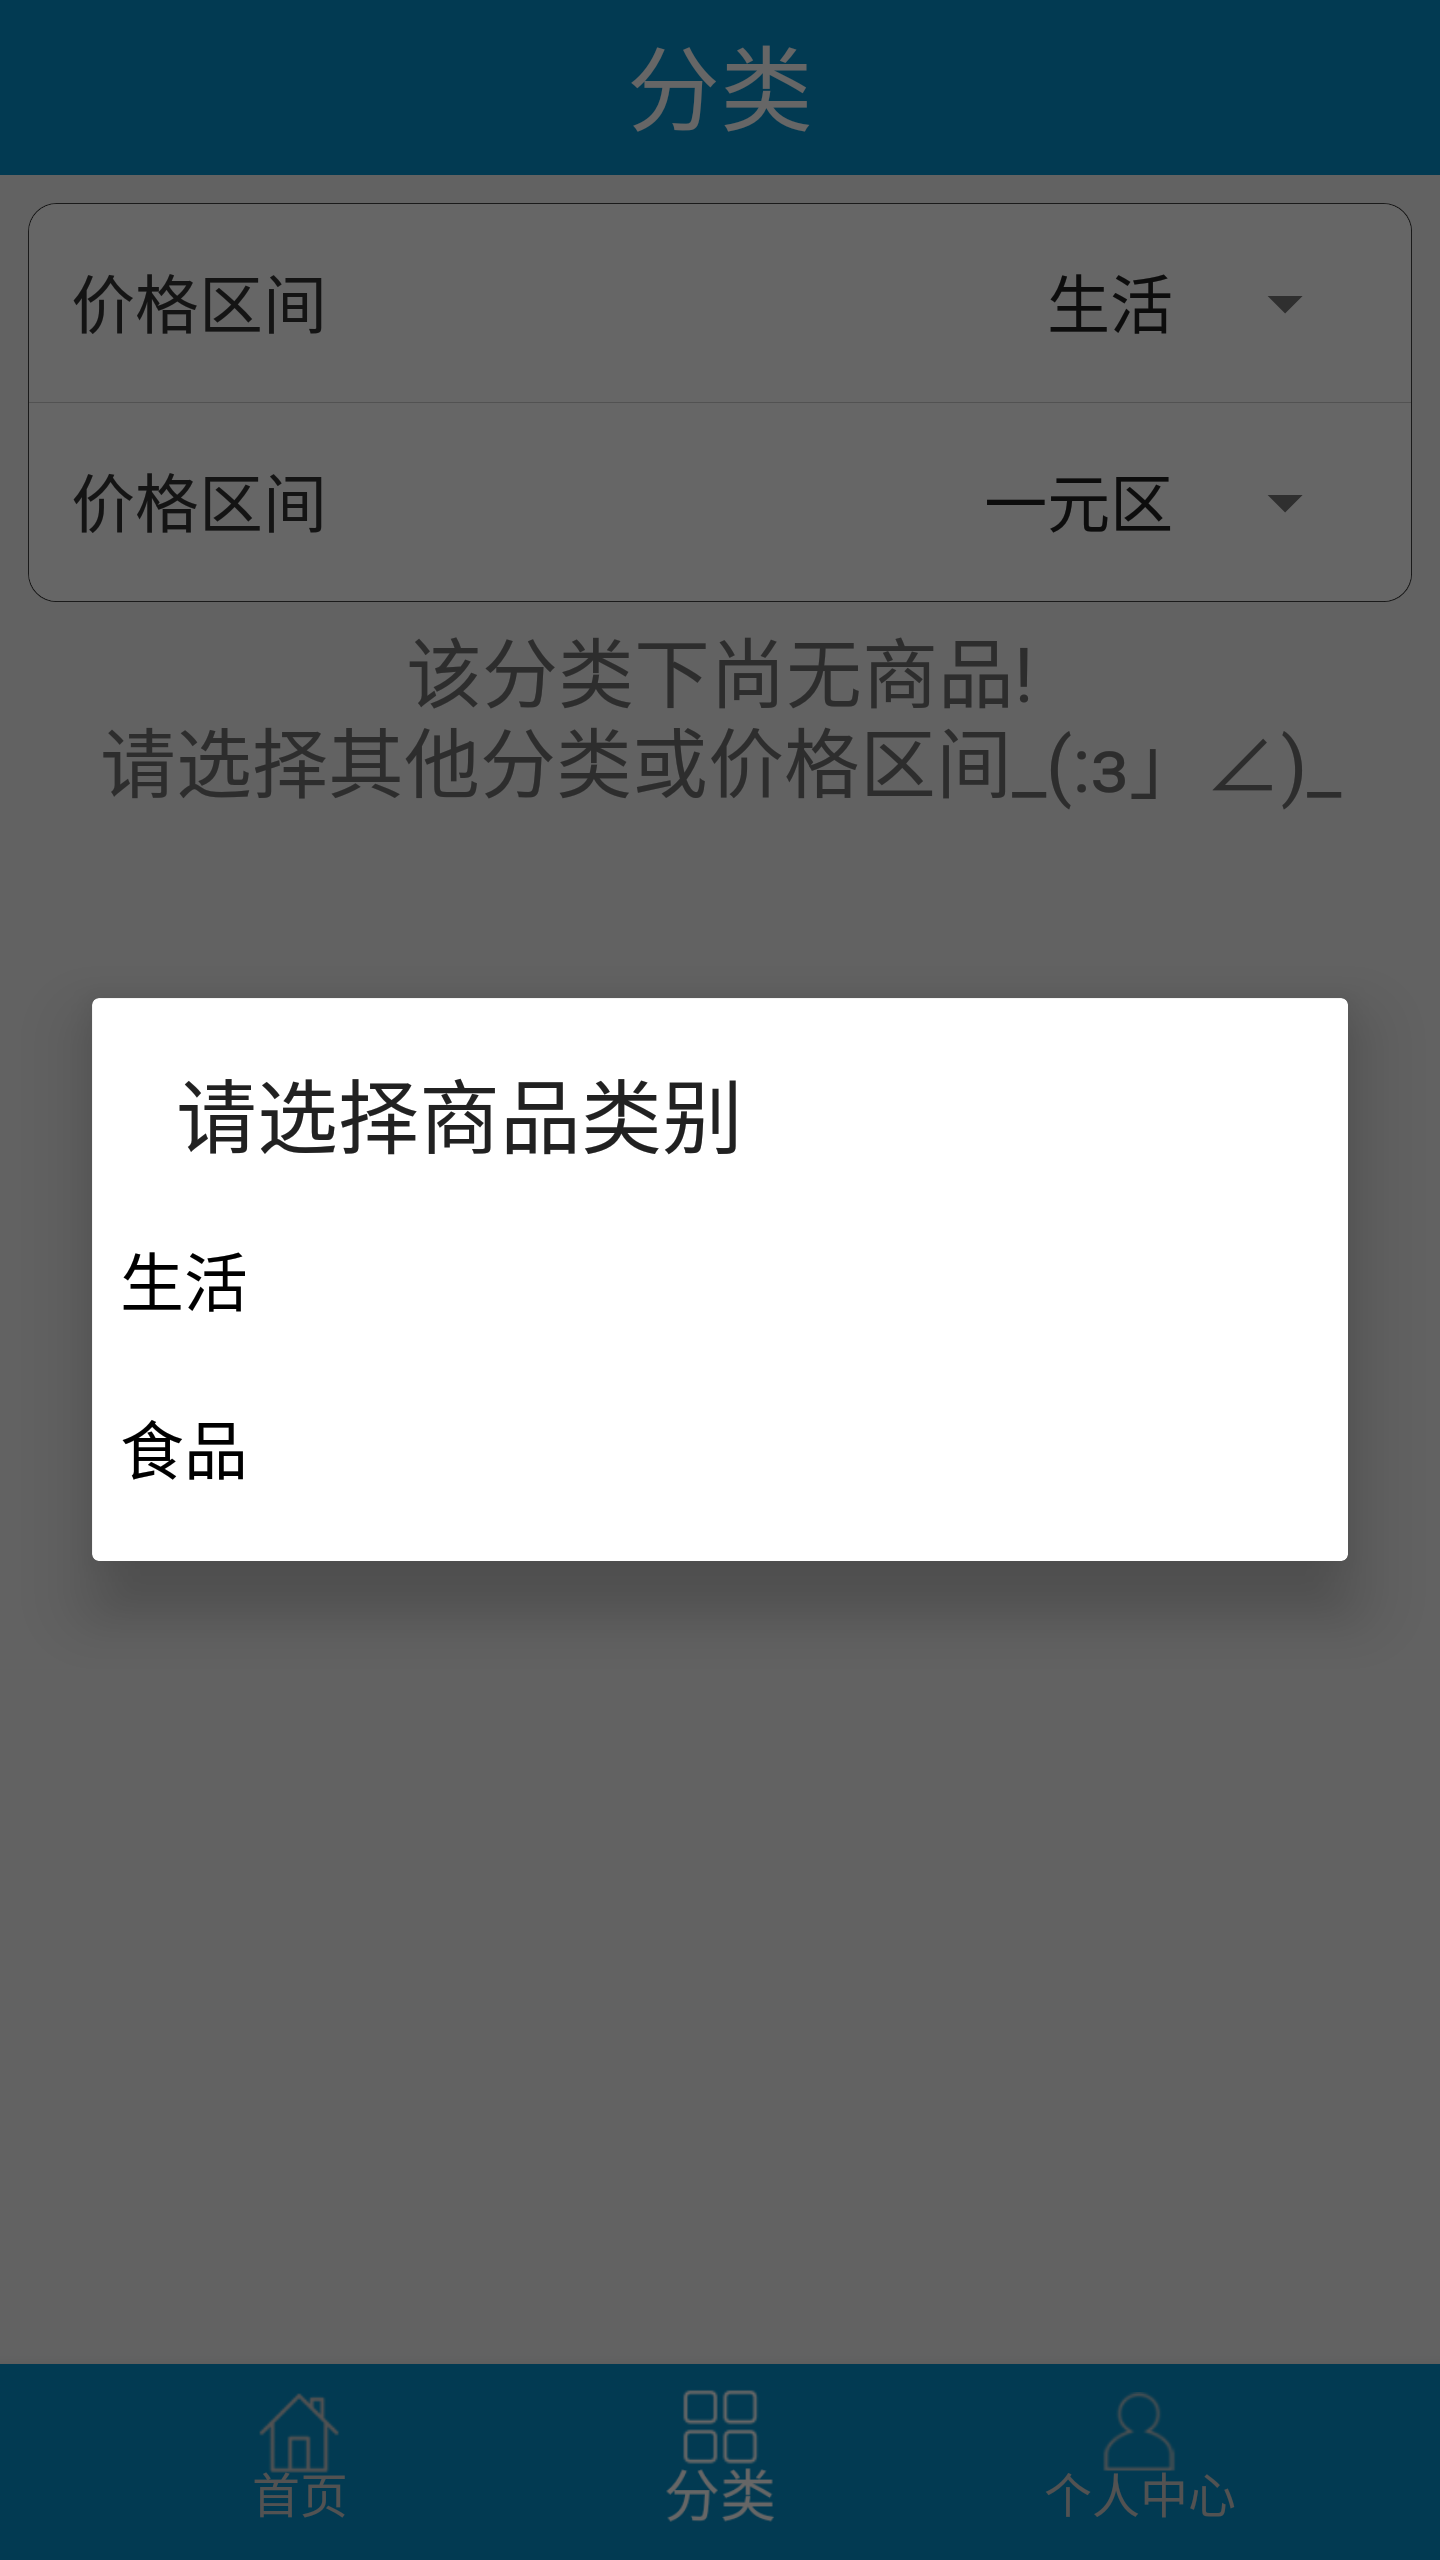 分类
价格区间 生活
价格区间 一元区
该分类下尚无商品!
请选择其他分类或价格区间_(:з」∠)_
请选择商品类别
生活
食品
首页 分类 个人中心